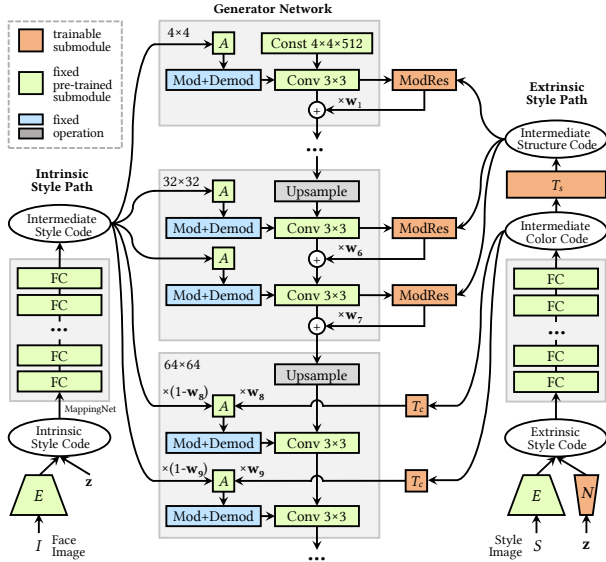 Generator Network
trainable
submodule
fixed
pre-trained
submodule
fixed
operation
4×4
A
Const 4×4×512
Mod+Demod
Conv 3×3
ModRes
+
×w₁
...
Extrinsic
Style Path
Intermediate
Structure Code
Tₛ
Intermediate
Color Code
Intrinsic
Style Path
Intermediate
Style Code
32×32
A
Upsample
Mod+Demod
Conv 3×3
ModRes
+
×w₆
A
Mod+Demod
Conv 3×3
ModRes
+
×w₇
FC
FC
...
FC
FC
MappingNet
FC
FC
...
FC
FC
64×64
Upsample
×(1-w₈)
A
×w₈
T_c
Mod+Demod
Conv 3×3
×(1-w₉)
A
×w₉
T_c
Mod+Demod
Conv 3×3
...
Intrinsic
Style Code
E
z
I
Face
Image
Extrinsic
Style Code
E
N
Style
Image
S
z